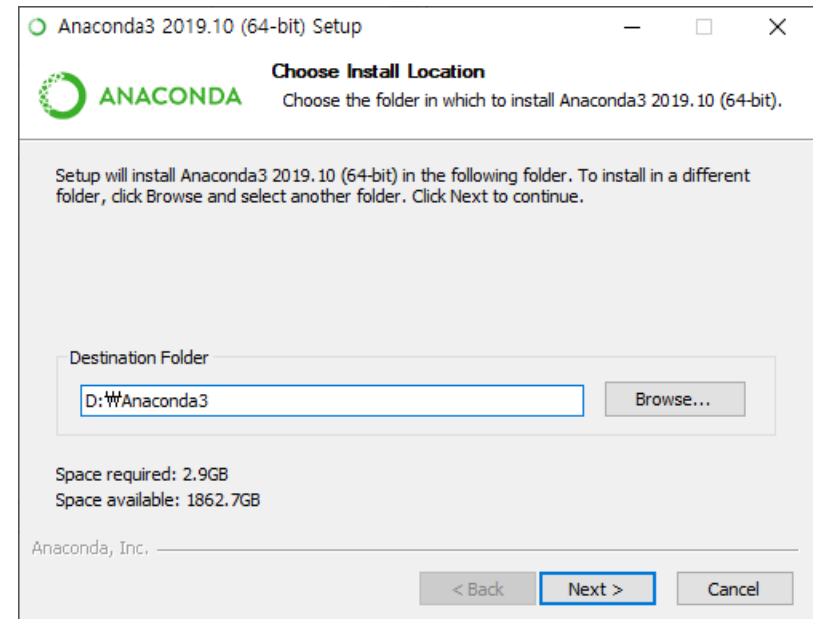 Anaconda3 2019.10 (64-bit) Setup
ANACONDA
Choose Install Location
Choose the folder in which to install Anaconda3 2019.10 (64-bit).
Setup will install Anaconda3 2019.10 (64-bit) in the following folder. To install in a different
folder, click Browse and select another folder. Click Next to continue.
Destination Folder
D:₩Anaconda3
Browse...
Space required: 2.9GB
Space available: 1862.7GB
Anaconda, Inc.
< Back
Next >
Cancel